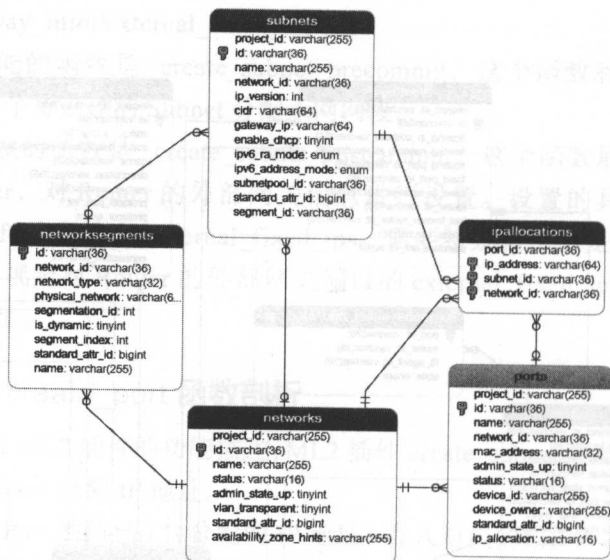 subnets
project_id: varchar(255)
id: varchar(36)
name: varchar(255)
network_id: varchar(36)
ip_version: int
cidr: varchar(64)
gateway_ip: varchar(64)
enable_dhcp: tinyint
ipv6_ra_mode: enum
ipv6_address_mode: enum
subnetpool_id: varchar(36)
standard_attr_id: bigint
segment_id: varchar(36)
networksegments
id: varchar(36)
network_id: varchar(36)
network_type: varchar(32)
physical_network: varchar(6...
segmentation_id: int
is_dynamic: tinyint
segment_index: int
standard_attr_id: bigint
name: varchar(255)
ipallocations
port_id: varchar(36)
ip_address: varchar(64)
subnet_id: varchar(36)
network_id: varchar(36)
networks
project_id: varchar(255)
id: varchar(36)
name: varchar(255)
status: varchar(16)
admin_state_up: tinyint
vlan_transparent: tinyint
standard_attr_id: bigint
availability_zone_hints: varchar(255)
ports
project_id: varchar(255)
id: varchar(36)
name: varchar(255)
network_id: varchar(36)
mac_address: varchar(32)
admin_state_up: tinyint
status: varchar(16)
device_id: varchar(255)
device_owner: varchar(255)
standard_attr_id: bigint
ip_allocation: varchar(16)